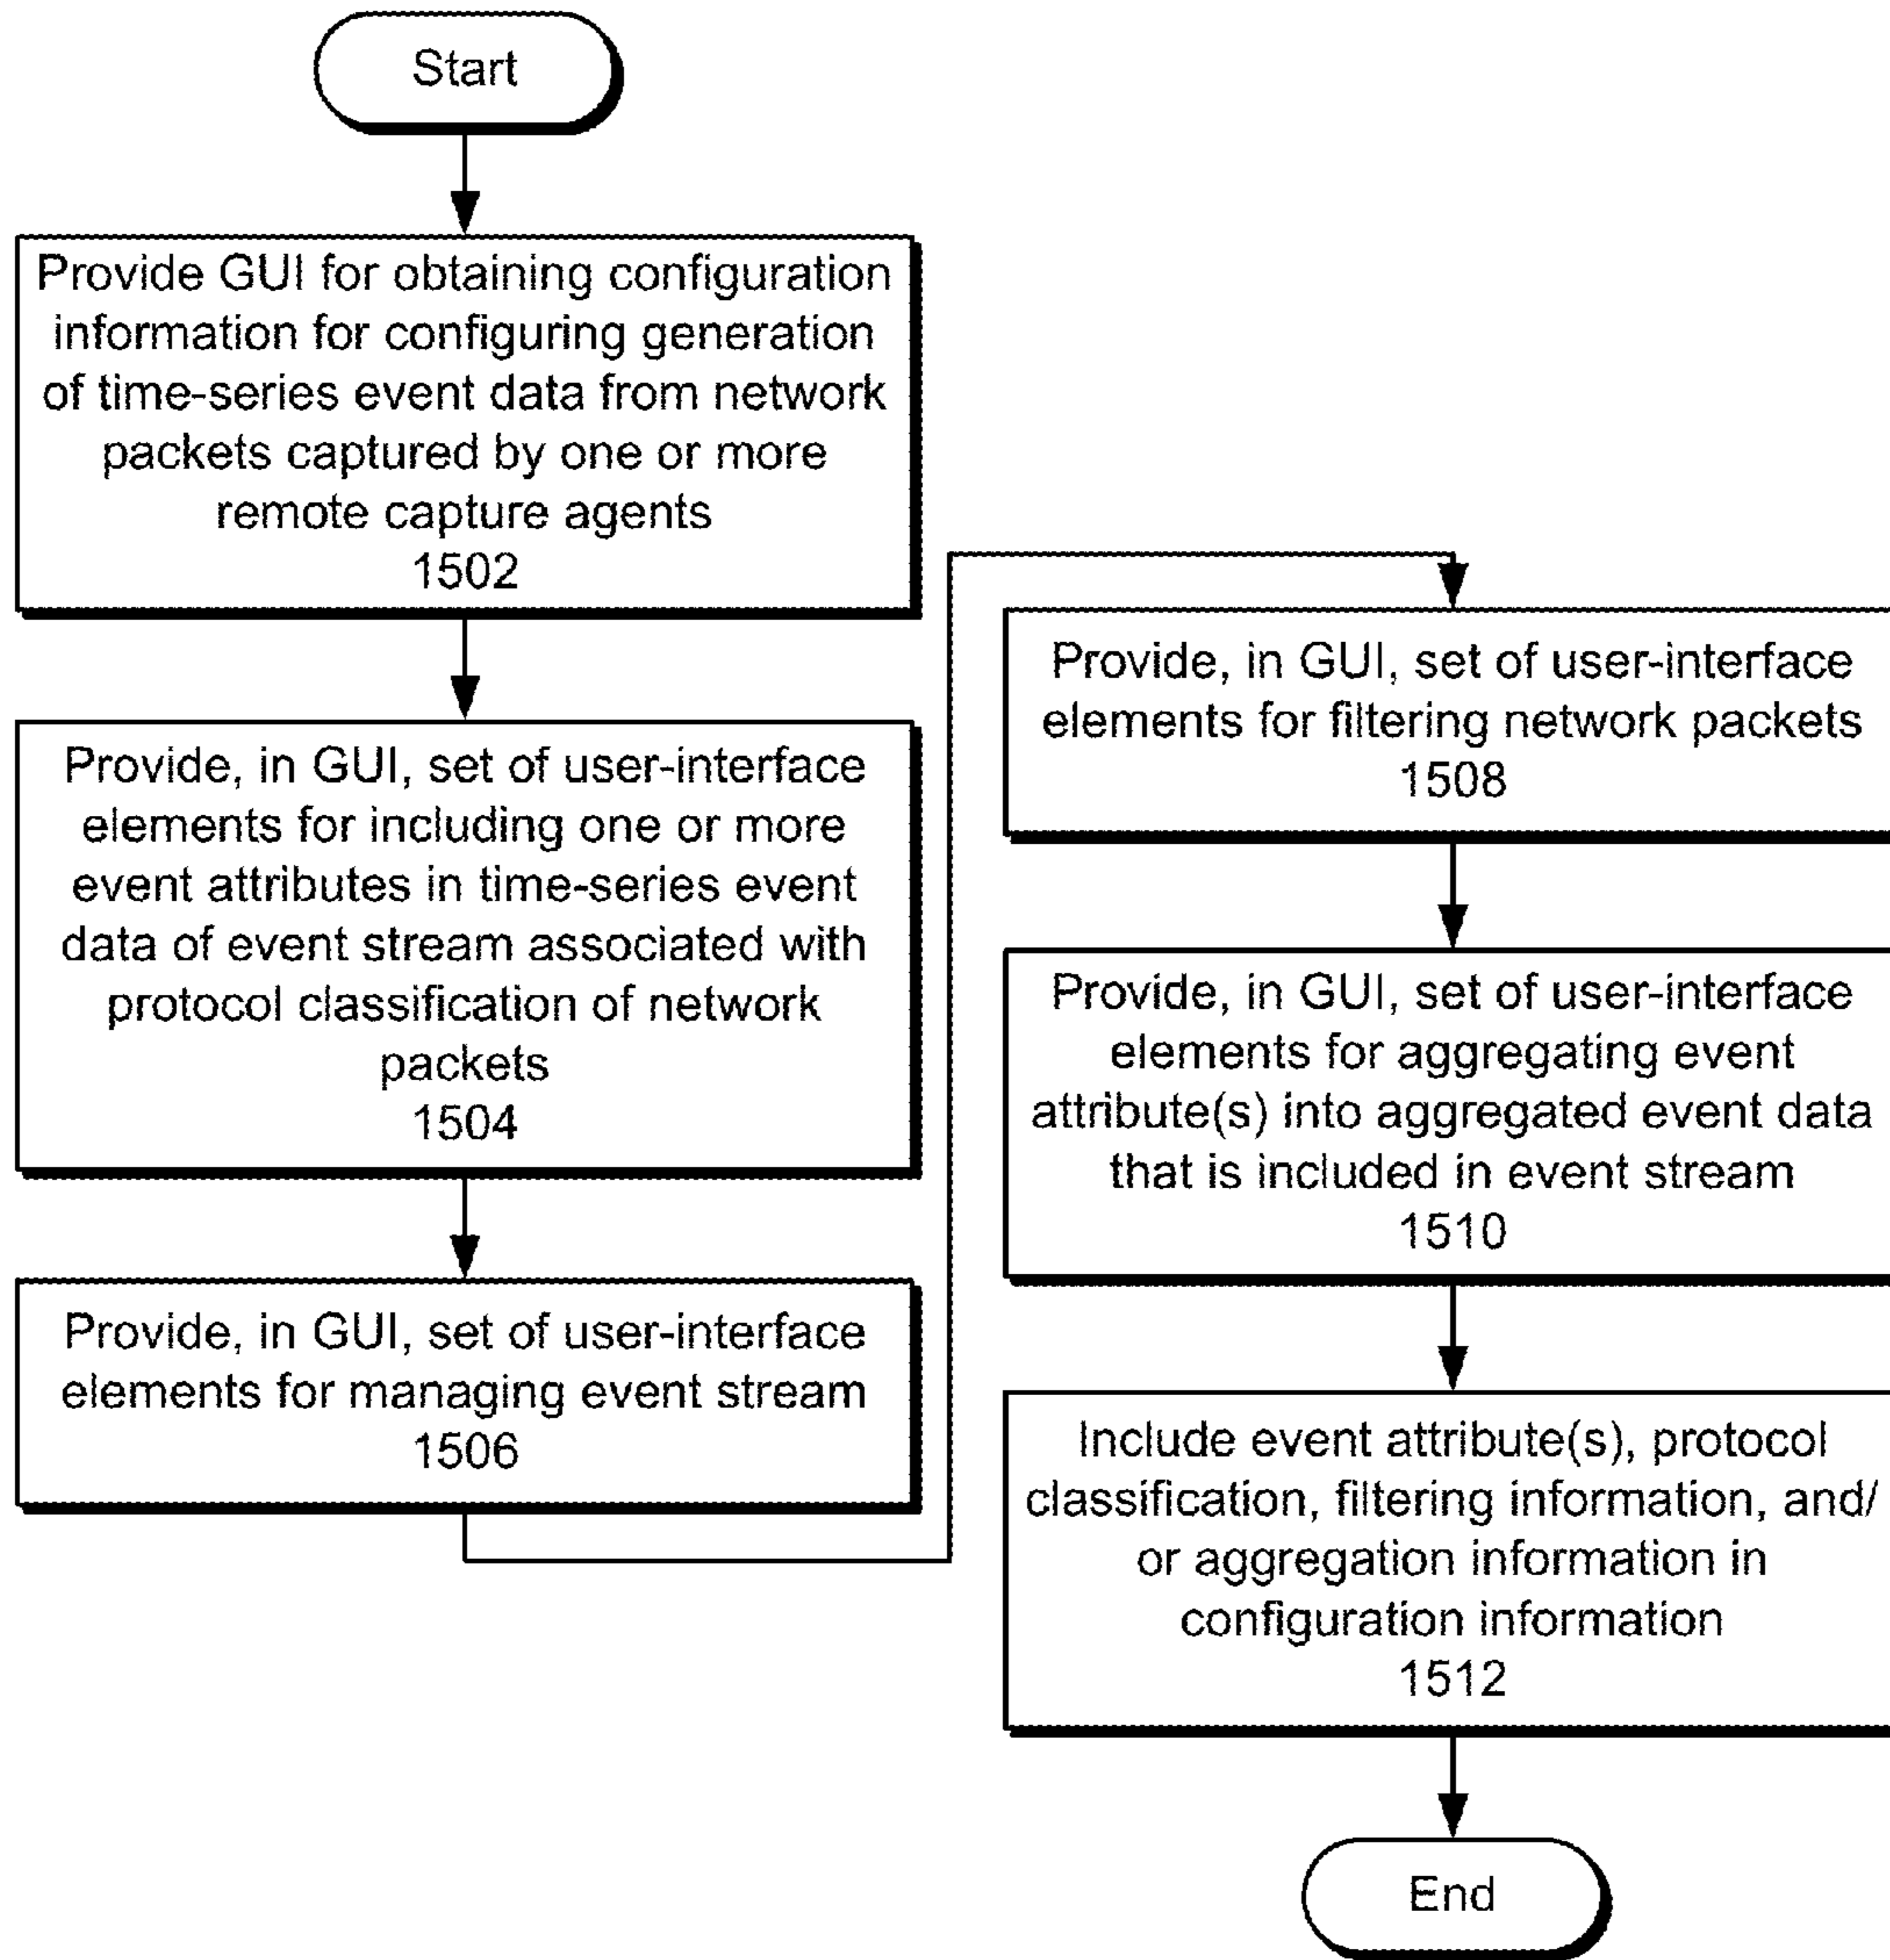 Start
Provide GUI for obtaining configuration
information for configuring generation
of time-series event data from network
packets captured by one or more
remote capture agents
1502
Provide, in GUI, set of user-interface
elements for including one or more
event attributes in time-series event
data of event stream associated with
protocol classification of network
packets
1504
Provide, in GUI, set of user-interface
elements for managing event stream
1506
Provide, in GUI, set of user-interface
elements for filtering network packets
1508
Provide, in GUI, set of user-interface
elements for aggregating event
attribute(s) into aggregated event data
that is included in event stream
1510
Include event attribute(s), protocol
classification, filtering information, and/
or aggregation information in
configuration information
1512
End